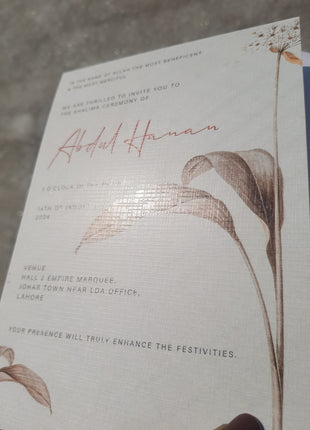 IN THE NAME OF ALLAH THE MOST BENEFICENT
& THE MOST MERCIFUL
WE ARE THRILLED TO INVITE YOU TO
THE WALIMA CEREMONY OF
Abdul Hanan
O'CLOCK
2024
VENUE
HALL 2 EMPIRE MARQUEE,
JOHAR TOWN NEAR LDA OFFICE,
LAHORE
YOUR PRESENCE WILL TRULY ENHANCE THE FESTIVITIES.